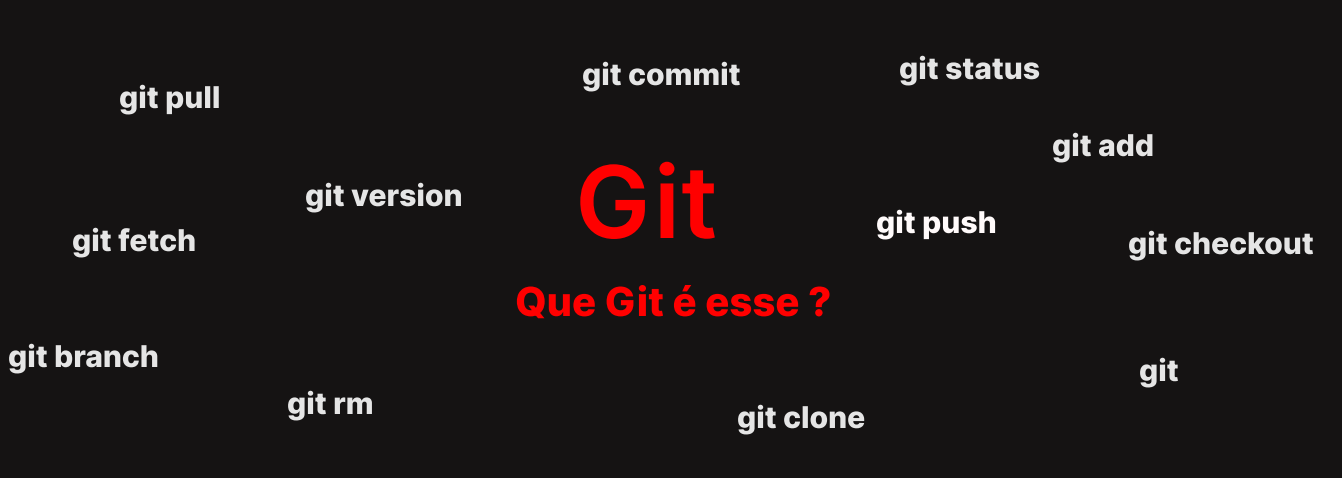 git commit
git status
git pull
git add
Git
git version
git push
git fetch
git checkout
Que Git é esse ?
git branch
git
git rm
git clone